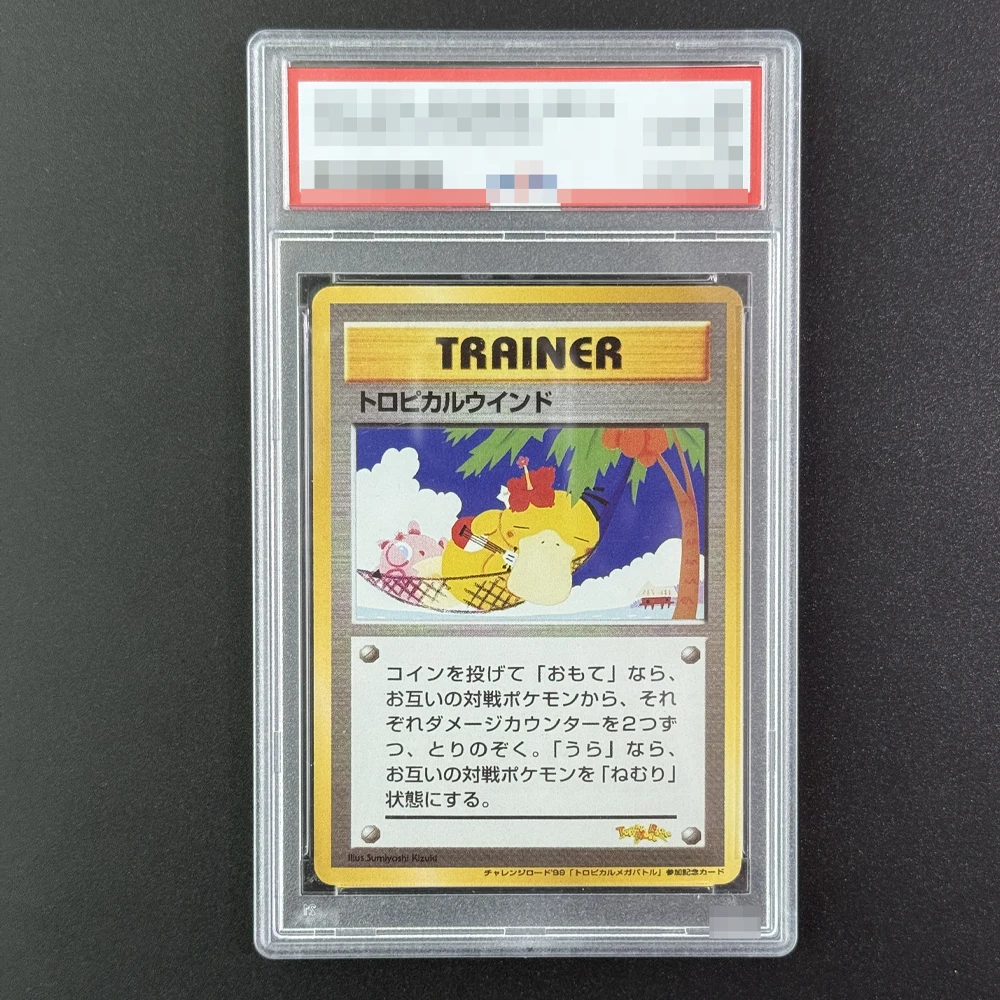 TRAINER
トロピカルウインド
コインを投げて「おもて」なら、
お互いの対戦ポケモンから、それ
ぞれダメージカウンターを2つず
つ、とりのぞく。「うら」なら、
お互いの対戦ポケモンを「ねむり」
状態にする。
Illus. Sumiyoshi Kizuki
チャレンジロード'99「トロピカルメガバトル」参加記念カード